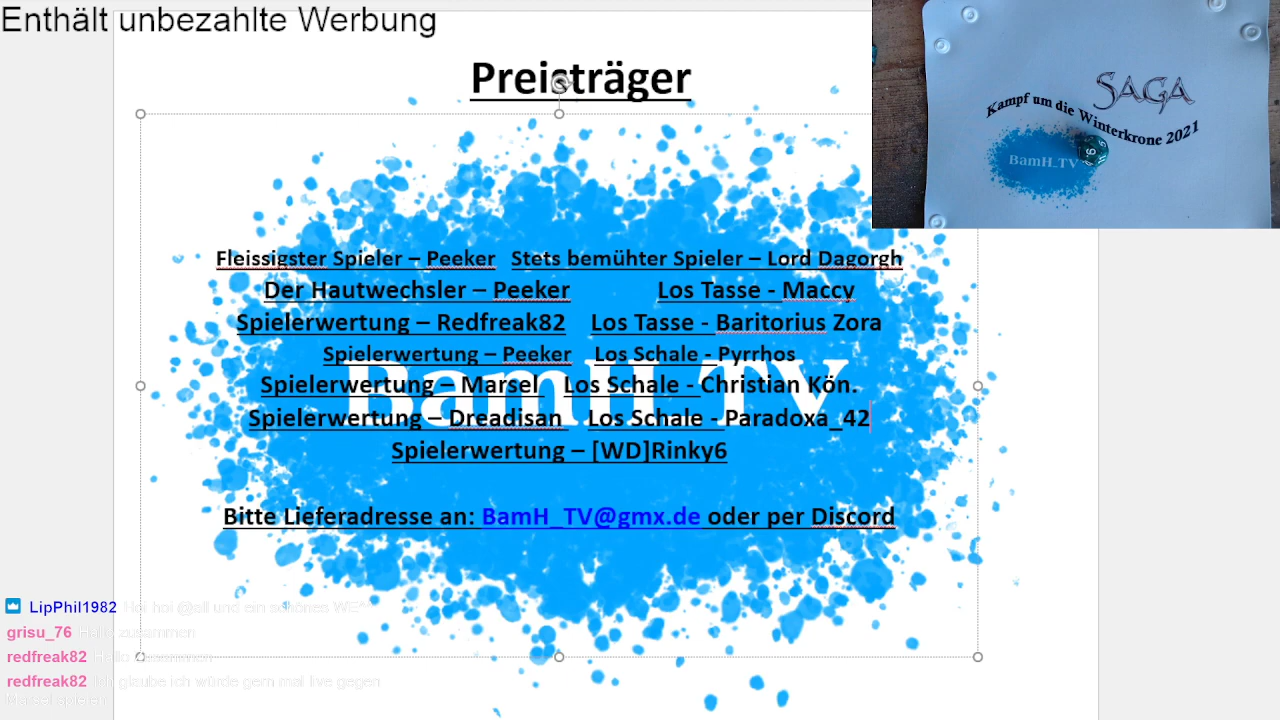 Enthält unbezahlte Werbung
Preisträger
SAGA
Kampf um die Winterkrone 2021
BamH_TV
Fleissigster Spieler – Peeker Stets bemühter Spieler – Lord Dagorgh
Der Hautwechsler – Peeker Los Tasse - Maccy
Spielerwertung – Redfreak82 Los Tasse - Baritorius Zora
Spielerwertung – Peeker Los Schale - Pyrrhos
BamH_TV
Spielerwertung – Marsel Los Schale - Christian Kön.
Spielerwertung – Dreadisan Los Schale - Paradoxa_42
Spielerwertung – [WD]Rinky6
Bitte Lieferadresse an: BamH_TV@gmx.de oder per Discord
LipPhil1982 Hoi hoi @all und ein schönes WE^^
grisu_76 Hallo zusammen
redfreak82 Hallo Zusammen
redfreak82 Ich glaube ich würde gern mal live gegen
Marsel spielen